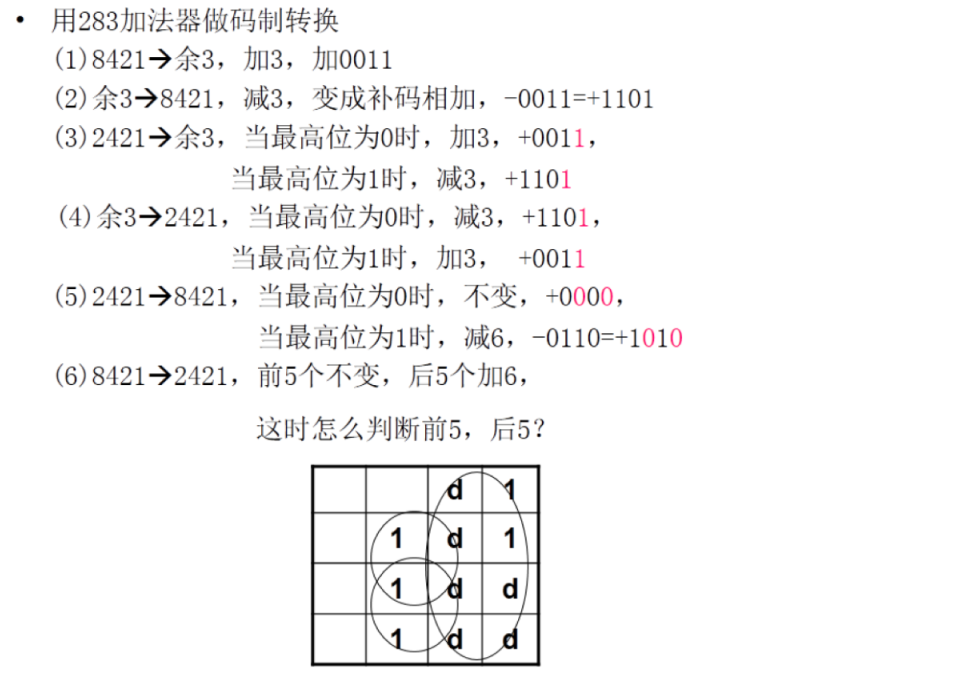 • 用283加法器做码制转换
(1)8421→余3，加3，加0011
(2)余3→8421，减3，变成补码相加，-0011=+1101
(3)2421→余3，当最高位为0时，加3，+0011，
当最高位为1时，减3，+1101
(4)余3→2421，当最高位为0时，减3，+1101，
当最高位为1时，加3， +0011
(5)2421→8421，当最高位为0时，不变，+0000，
当最高位为1时，减6，-0110=+1010
(6)8421→2421，前5个不变，后5个加6，
这时怎么判断前5，后5？
d 1
1 d 1
1 d d
1 d d